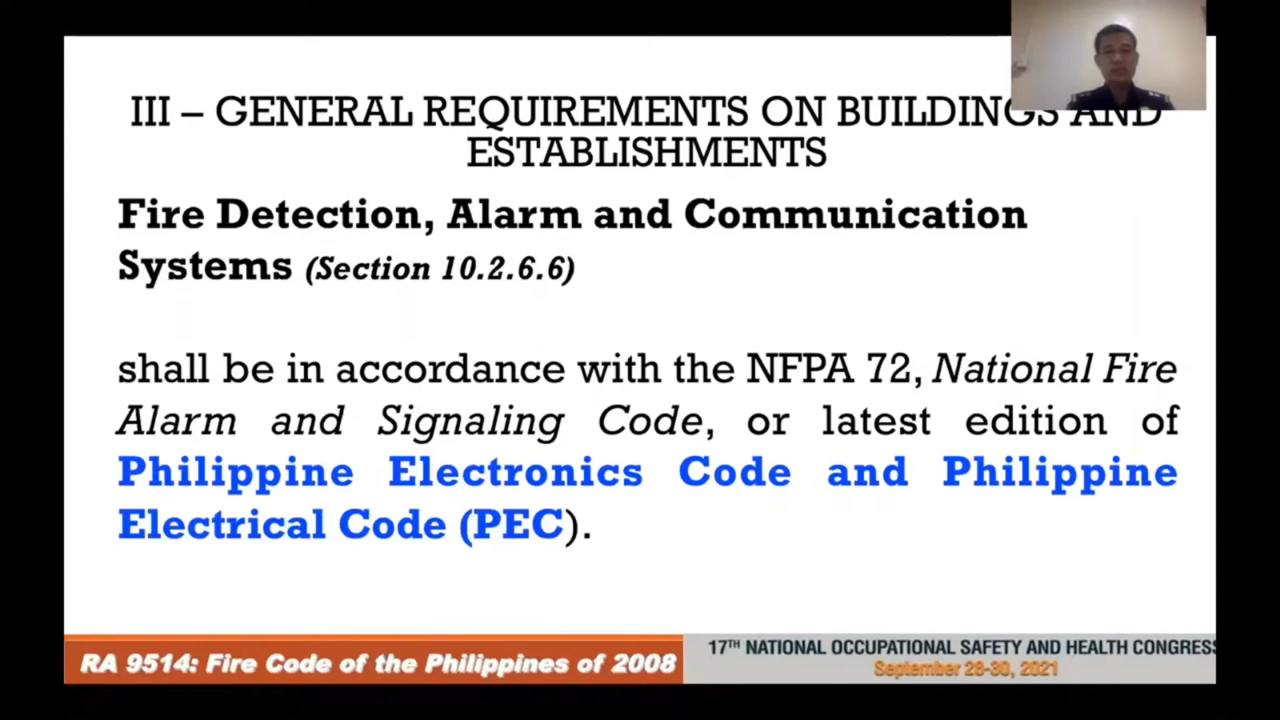 III – GENERAL REQUIREMENTS ON BUILDINGS AND
ESTABLISHMENTS
Fire Detection, Alarm and Communication
Systems (Section 10.2.6.6)
shall be in accordance with the NFPA 72, National Fire
Alarm and Signaling Code, or latest edition of
Philippine Electronics Code and Philippine
Electrical Code (PEC).
RA 9514: Fire Code of the Philippines of 2008
17TH NATIONAL OCCUPATIONAL SAFETY AND HEALTH CONGRESS
September 28-30, 2021